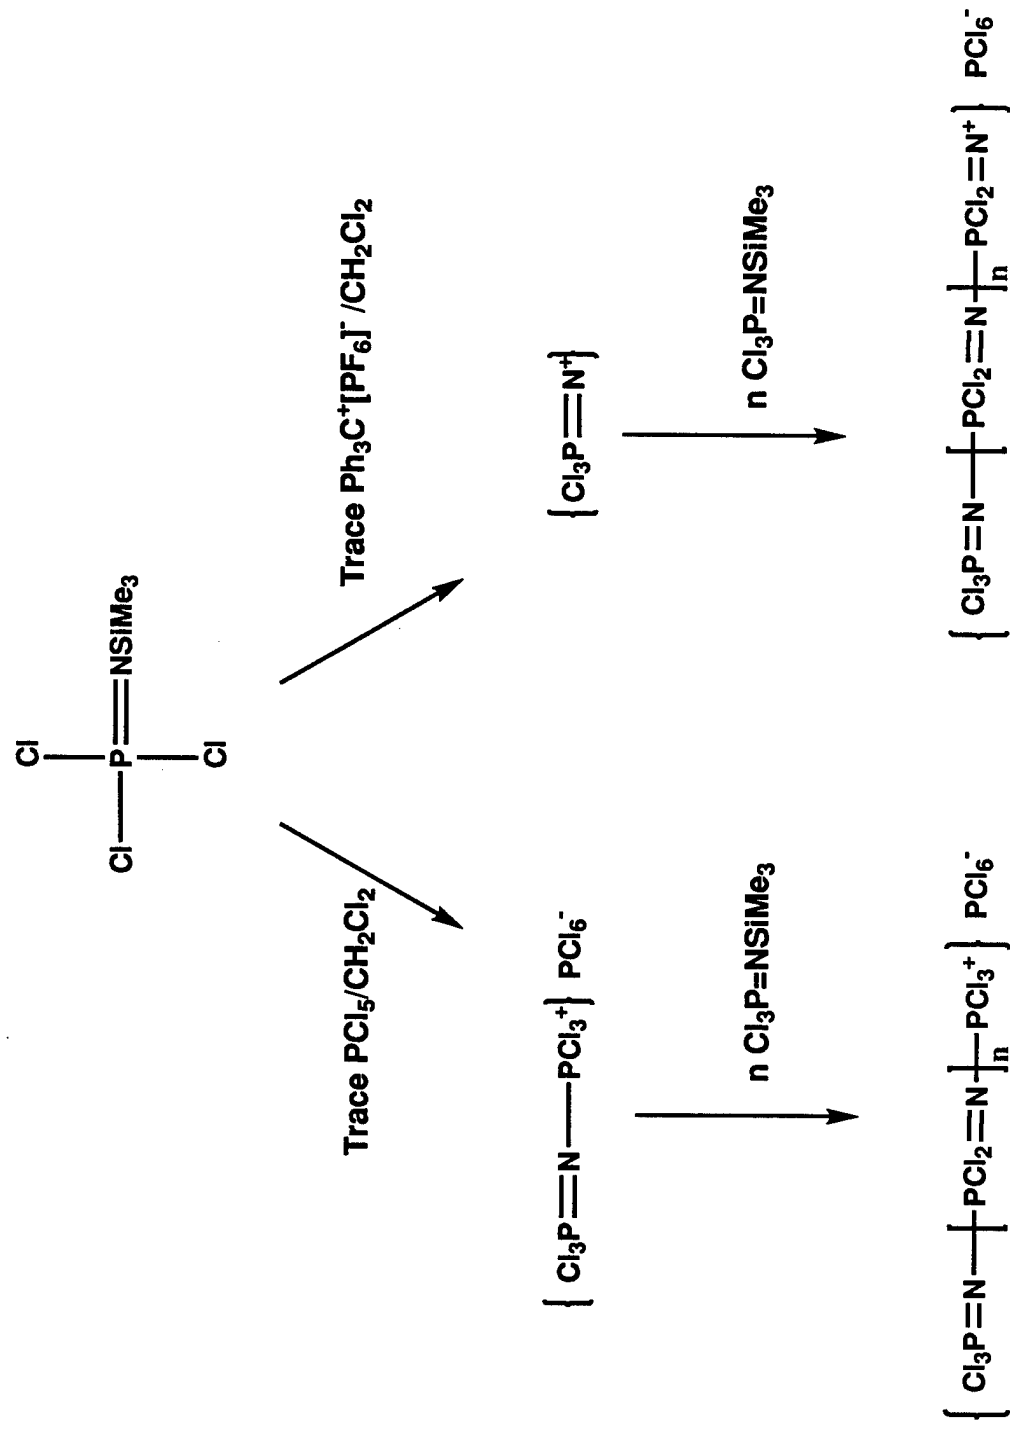 Cl
Cl—P=NSiMe3
Cl
Trace PCl5/CH2Cl2
Trace Ph3C+[PF6]- /CH2Cl2
{ Cl3P=N—PCl3+} PCl6-
{Cl3P=N+}
n Cl3P=NSiMe3
n Cl3P=NSiMe3
{ Cl3P=N—[PCl2=N]n—PCl3+ } PCl6-
{ Cl3P=N—[PCl2=N]n—PCl2=N+ } PCl6-